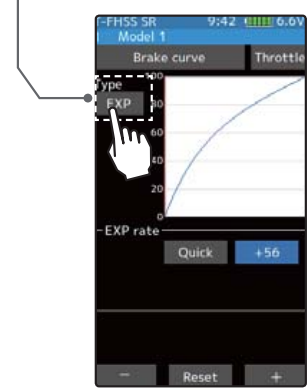 T-FHSS SR 9:42 6.6V
Model 1
Brake curve Throttle
Type
EXP
100
80
60
40
20
0
EXP rate
Quick +56
- Reset +